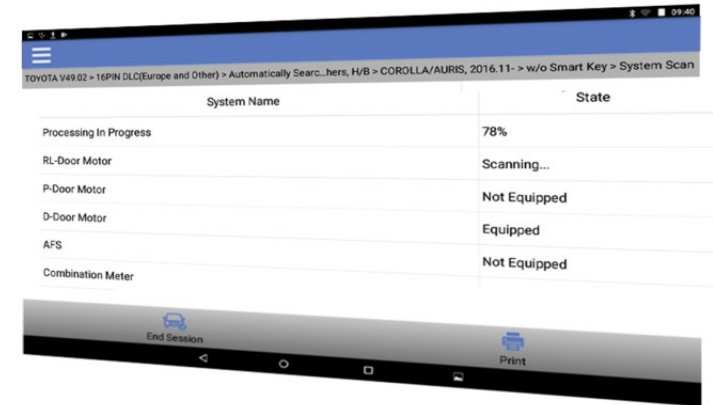 09:40
TOYOTA V49.02 > 16PIN DLC(Europe and Other) > Automatically Searc...hers, H/B > COROLLA/AURIS, 2016.11- > w/o Smart Key > System Scan
System Name State
Processing In Progress 78%
RL-Door Motor Scanning...
P-Door Motor Not Equipped
D-Door Motor Equipped
AFS Not Equipped
Combination Meter
End Session Print